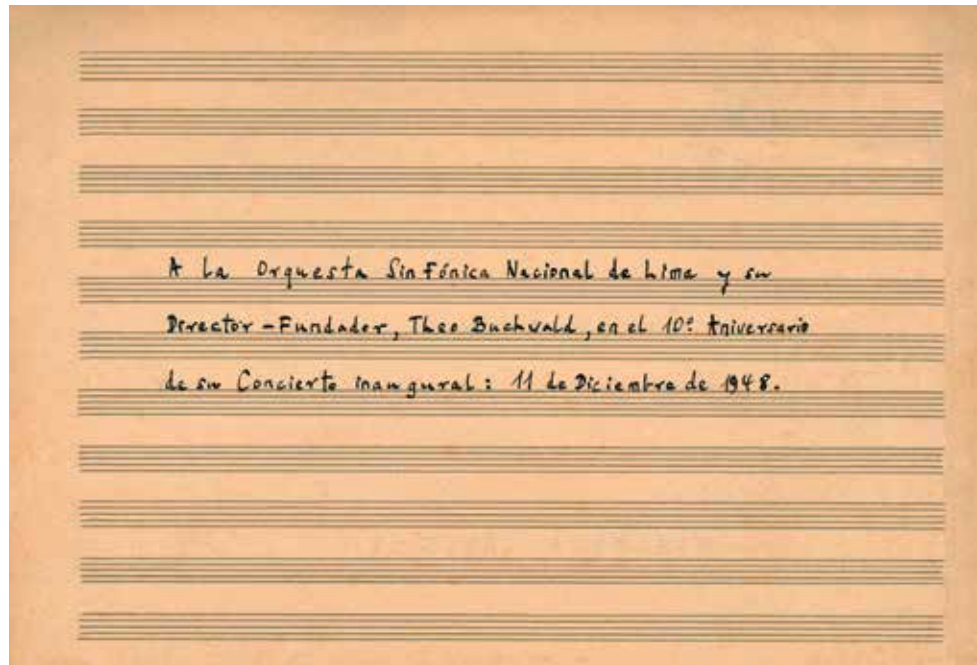 A La Orquesta Sinfónica Nacional de Lima y su
Director-Fundador, Theo Buchwald, en el 10º Aniversario
de su Concierto inaugural: 11 de Diciembre de 1948.